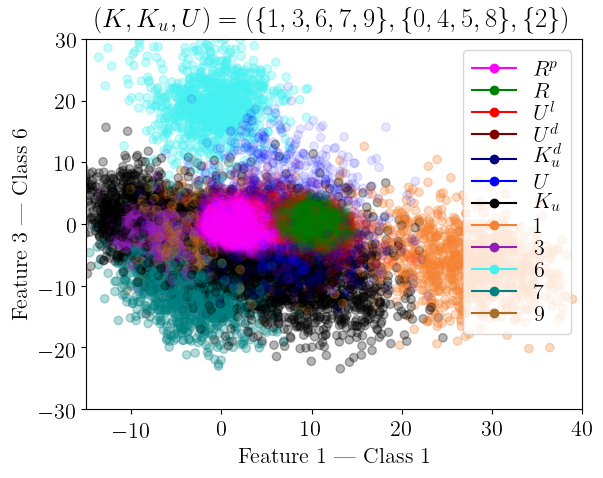 (K, K_u, U) = ({1, 3, 6, 7, 9}, {0, 4, 5, 8}, {2})
30
20
10
0
−10
−20
−30
Feature 3 — Class 6
−10 0 10 20 30 40
Feature 1 — Class 1
R^p
R
U^l
U^d
K_u^d
U
K_u
1
3
6
7
9